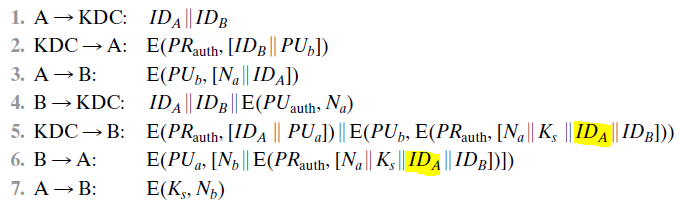 1. A → KDC: ID_A || ID_B
2. KDC → A: E(PR_auth, [ID_B || PU_b])
3. A → B: E(PU_b, [N_a || ID_A])
4. B → KDC: ID_A || ID_B || E(PU_auth, N_a)
5. KDC → B: E(PR_auth, [ID_A || PU_a]) || E(PU_b, E(PR_auth, [N_a || K_s || ID_A || ID_B]))
6. B → A: E(PU_a, [N_b || E(PR_auth, [N_a || K_s || ID_A || ID_B])])
7. A → B: E(K_s, N_b)